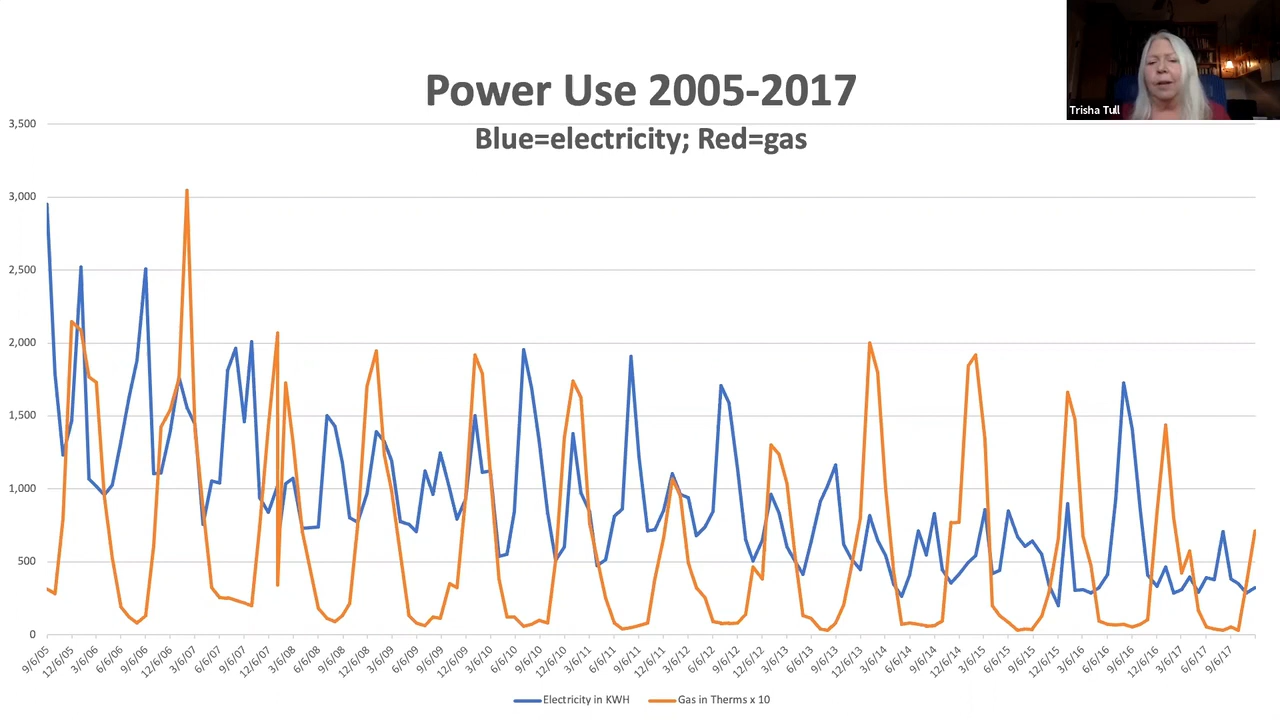 Power Use 2005-2017
Blue=electricity; Red=gas
Trisha Tull
3,500
3,000
2,500
2,000
1,500
1,000
500
0
9/6/05 12/6/05 3/6/06 6/6/06 9/6/06 12/6/06 3/6/07 6/6/07 9/6/07 12/6/07 3/6/08 6/6/08 9/6/08 12/6/08 3/6/09 6/6/09 9/6/09 12/6/09 3/6/10 6/6/10 9/6/10 12/6/10 3/6/11 6/6/11 9/6/11 12/6/11 3/6/12 6/6/12 9/6/12 12/6/12 3/6/13 6/6/13 9/6/13 12/6/13 3/6/14 6/6/14 9/6/14 12/6/14 3/6/15 6/6/15 9/6/15 12/6/15 3/6/16 6/6/16 9/6/16 12/6/16 3/6/17 6/6/17 9/6/17
Electricity in KWH Gas in Therms x 10